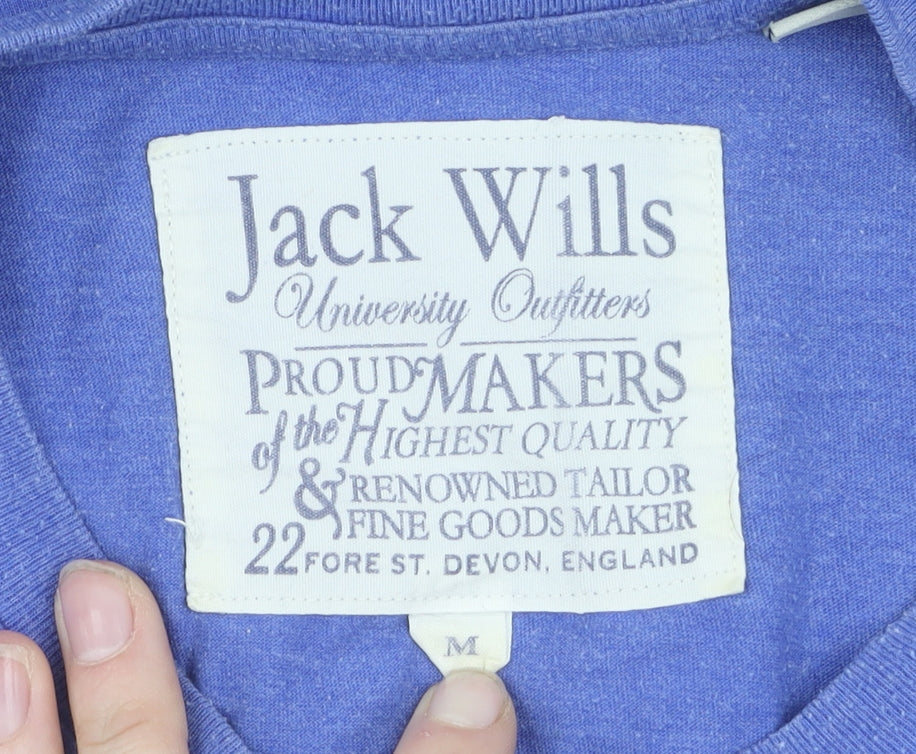 Jack Wills
University Outfitters
PROUD MAKERS
of the HIGHEST QUALITY
& RENOWNED TAILOR
FINE GOODS MAKER
22 FORE ST. DEVON, ENGLAND
M